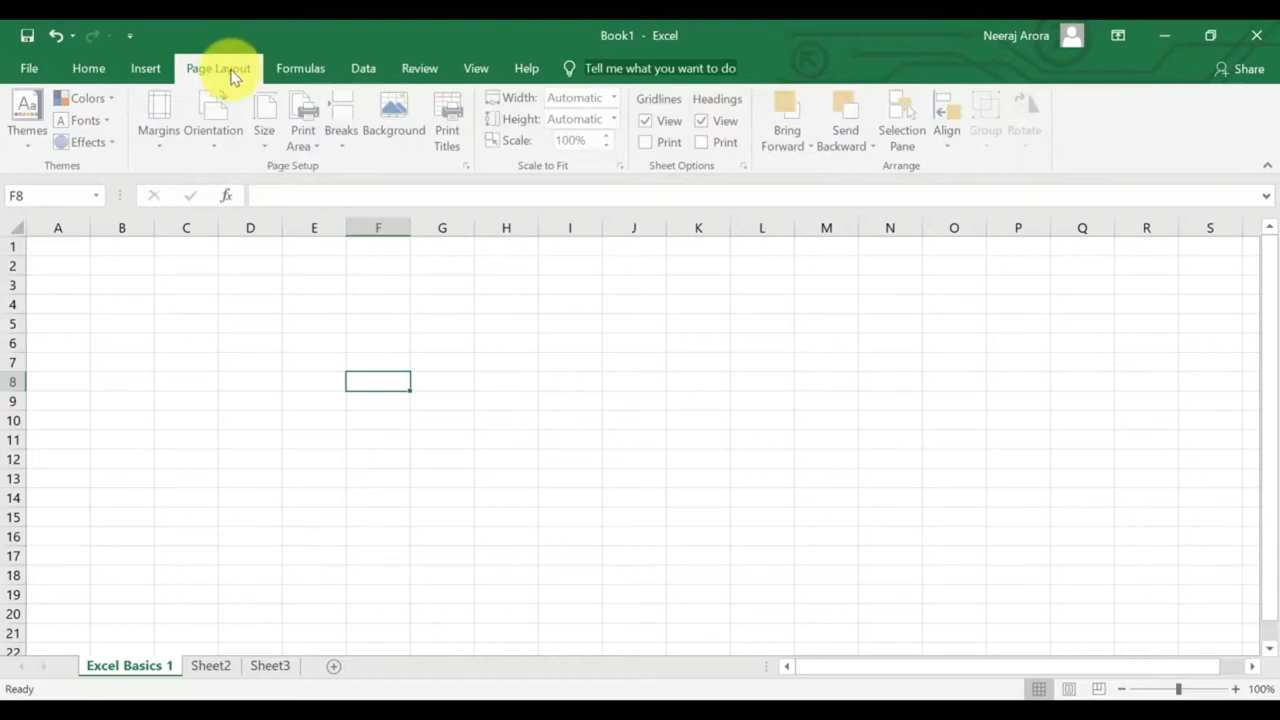 Book1 - Excel
Neeraj Arora
File Home Insert Page Layout Formulas Data Review View Help Tell me what you want to do Share
Aa Colors Width: Automatic Gridlines Headings
Themes A Fonts Margins Orientation Size Print Area Breaks Background Print Titles Height: Automatic View View Bring Forward Send Backward Selection Pane Align Group Rotate
Effects Scale: 100% Print Print
Themes Page Setup Scale to Fit Sheet Options Arrange
F8 fx
A B C D E F G H I J K L M N O P Q R S
1
2
3
4
5
6
7
8
9
10
11
12
13
14
15
16
17
18
19
20
21
22
Excel Basics 1 Sheet2 Sheet3
Ready 100%